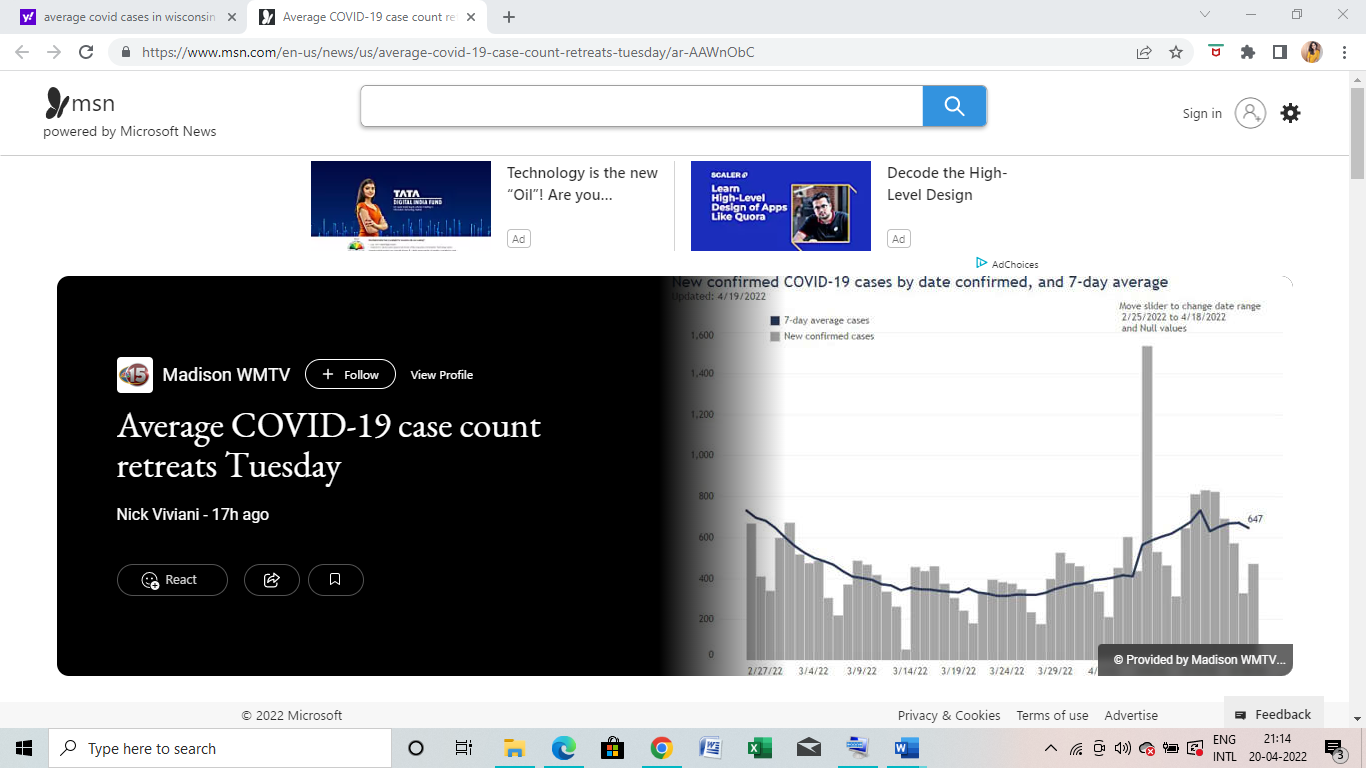 average covid cases in wisconsin
Average COVID-19 case count re
https://www.msn.com/en-us/news/us/average-covid-19-case-count-retreats-tuesday/ar-AAWnObC
msn
powered by Microsoft News
Sign in
TATA
DIGITAL INDIA FUND
Technology is the new
“Oil”! Are you...
Ad
SCALER
Learn
High-Level
Design of Apps
Like Quora
Decode the High-
Level Design
Ad
AdChoices
New confirmed COVID-19 cases by date confirmed, and 7-day average
Updated: 4/19/2022
Move slider to change date range
2/25/2022 to 4/18/2022
and Null values
7-day average cases
New confirmed cases
1,600
1,400
1,200
1,000
800
600
400
200
0
647
2/27/22 3/4/22 3/9/22 3/14/22 3/19/22 3/24/22 3/29/22 4/
© Provided by Madison WMTV...
15
Madison WMTV
+ Follow
View Profile
Average COVID-19 case count
retreats Tuesday
Nick Viviani - 17h ago
React
© 2022 Microsoft
Privacy & Cookies
Terms of use
Advertise
Feedback
Type here to search
ENG
INTL
21:14
20-04-2022
3